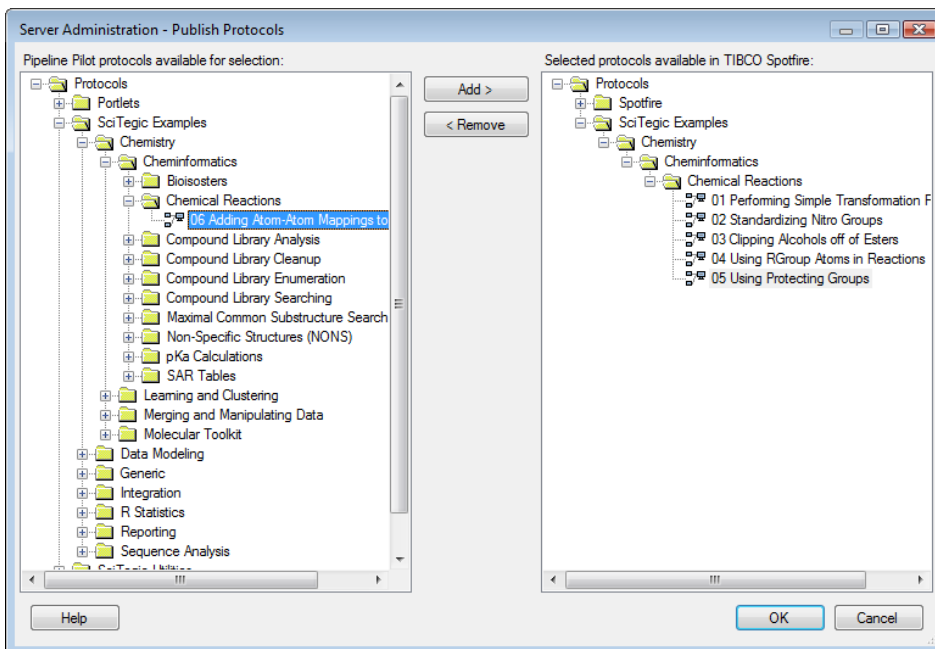 Server Administration - Publish Protocols
Pipeline Pilot protocols available for selection:
Protocols
Portlets
SciTegic Examples
Chemistry
Cheminformatics
Bioisosters
Chemical Reactions
06 Adding Atom-Atom Mappings to
Compound Library Analysis
Compound Library Cleanup
Compound Library Enumeration
Compound Library Searching
Maximal Common Substructure Search
Non-Specific Structures (NONS)
pKa Calculations
SAR Tables
Learning and Clustering
Merging and Manipulating Data
Molecular Toolkit
Data Modeling
Generic
Integration
R Statistics
Reporting
Sequence Analysis
SciTegic Utilities
Add >
< Remove
Selected protocols available in TIBCO Spotfire:
Protocols
Spotfire
SciTegic Examples
Chemistry
Cheminformatics
Chemical Reactions
01 Performing Simple Transformation F
02 Standardizing Nitro Groups
03 Clipping Alcohols off of Esters
04 Using RGroup Atoms in Reactions
05 Using Protecting Groups
Help
OK
Cancel